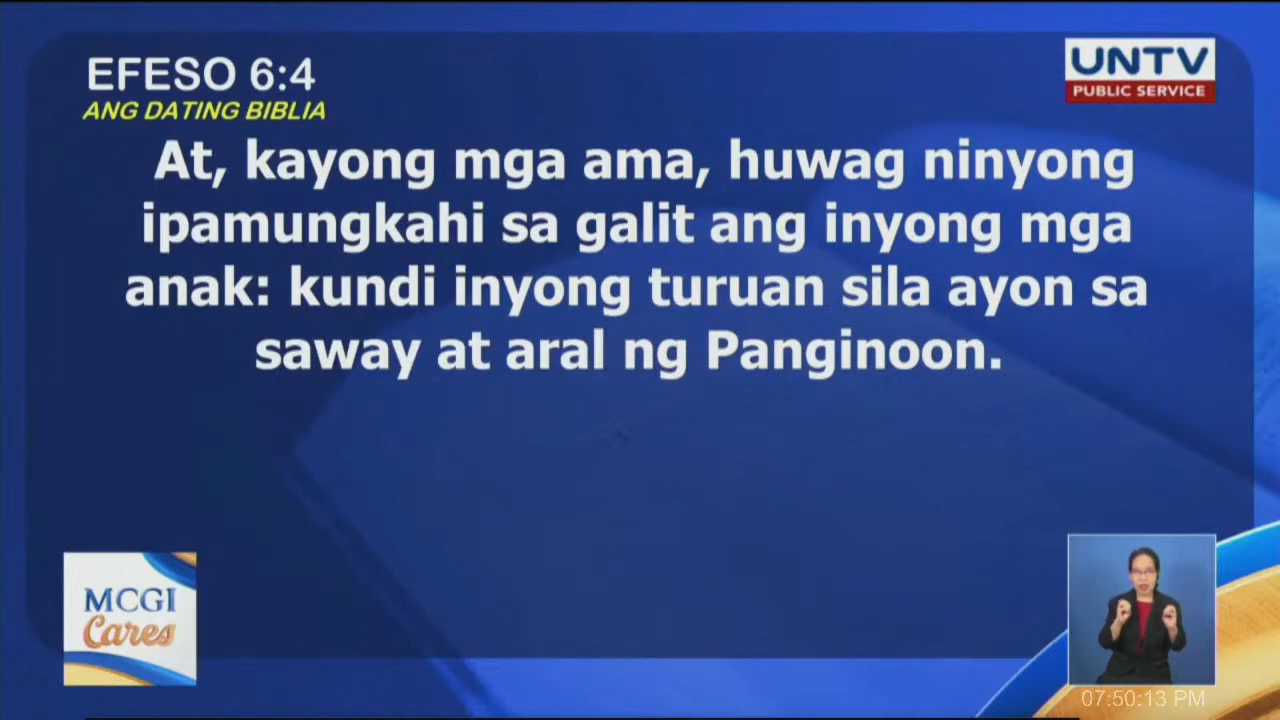 EFESO 6:4
ANG DATING BIBLIA
UNTV
PUBLIC SERVICE
At, kayong mga ama, huwag ninyong
ipamungkahi sa galit ang inyong mga
anak: kundi inyong turuan sila ayon sa
saway at aral ng Panginoon.
MCGI
Cares
07:50:13 PM